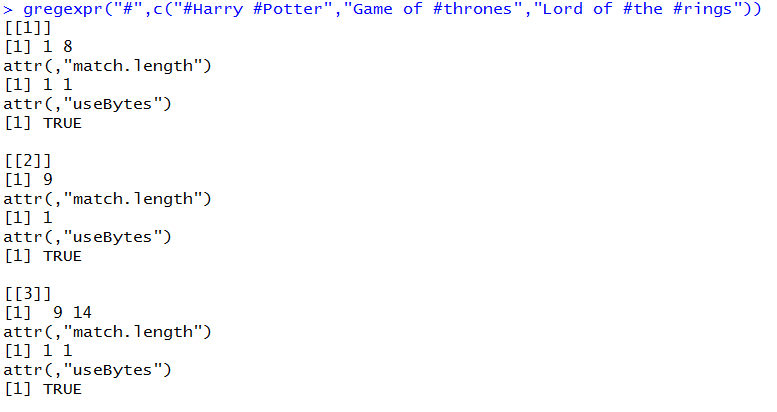 > gregexpr("#",c("#Harry #Potter","Game of #thrones","Lord of #the #rings"))
[[1]]
[1] 1 8
attr(,"match.length")
[1] 1 1
attr(,"useBytes")
[1] TRUE

[[2]]
[1] 9
attr(,"match.length")
[1] 1
attr(,"useBytes")
[1] TRUE

[[3]]
[1]  9 14
attr(,"match.length")
[1] 1 1
attr(,"useBytes")
[1] TRUE